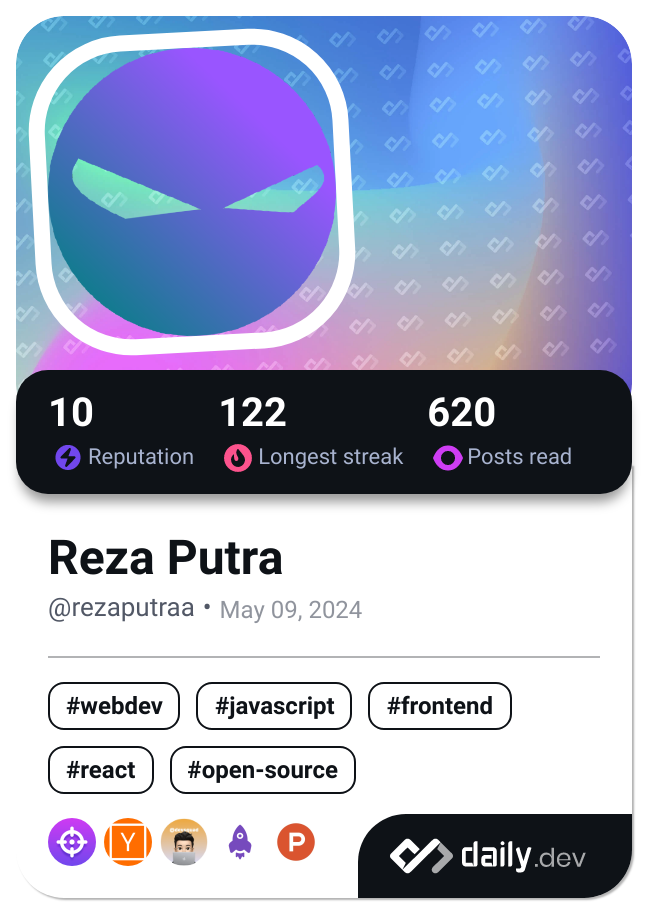 10 122 620
Reputation Longest streak Posts read
Reza Putra
@rezaputraa • May 09, 2024
#webdev #javascript #frontend
#react #open-source
Y P
daily.dev